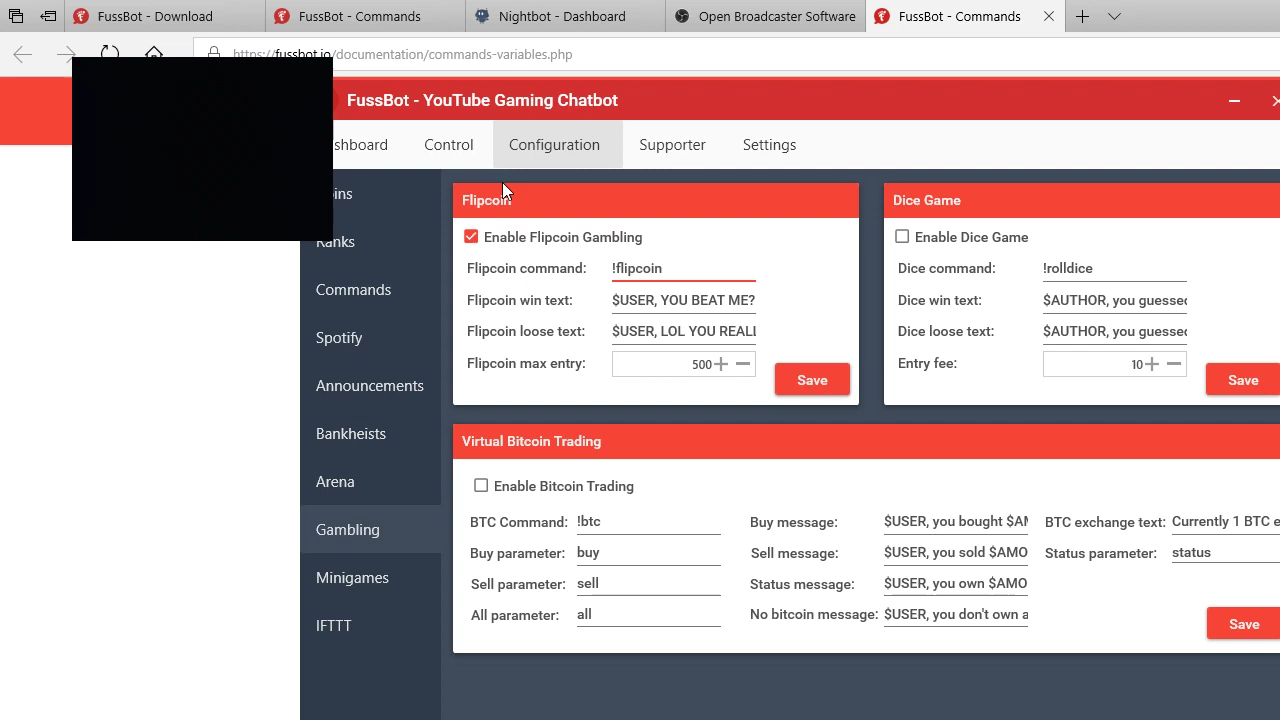 FussBot - Download
FussBot - Commands
Nightbot - Dashboard
Open Broadcaster Software
FussBot - Commands
https://fussbot.io/documentation/commands-variables.php
FussBot - YouTube Gaming Chatbot
shboard
Control
Configuration
Supporter
Settings
ins
Ranks
Commands
Spotify
Announcements
Bankheists
Arena
Gambling
Minigames
IFTTT
Flipcoin
Enable Flipcoin Gambling
Flipcoin command: !flipcoin
Flipcoin win text: $USER, YOU BEAT ME?
Flipcoin loose text: $USER, LOL YOU REALL
Flipcoin max entry: 500
Save
Dice Game
Enable Dice Game
Dice command: !rolldice
Dice win text: $AUTHOR, you guessed
Dice loose text: $AUTHOR, you guessed
Entry fee: 10
Save
Virtual Bitcoin Trading
Enable Bitcoin Trading
BTC Command: !btc Buy message: $USER, you bought $AM BTC exchange text: Currently 1 BTC e
Buy parameter: buy Sell message: $USER, you sold $AMO Status parameter: status
Sell parameter: sell Status message: $USER, you own $AMO
All parameter: all No bitcoin message: $USER, you don't own a
Save